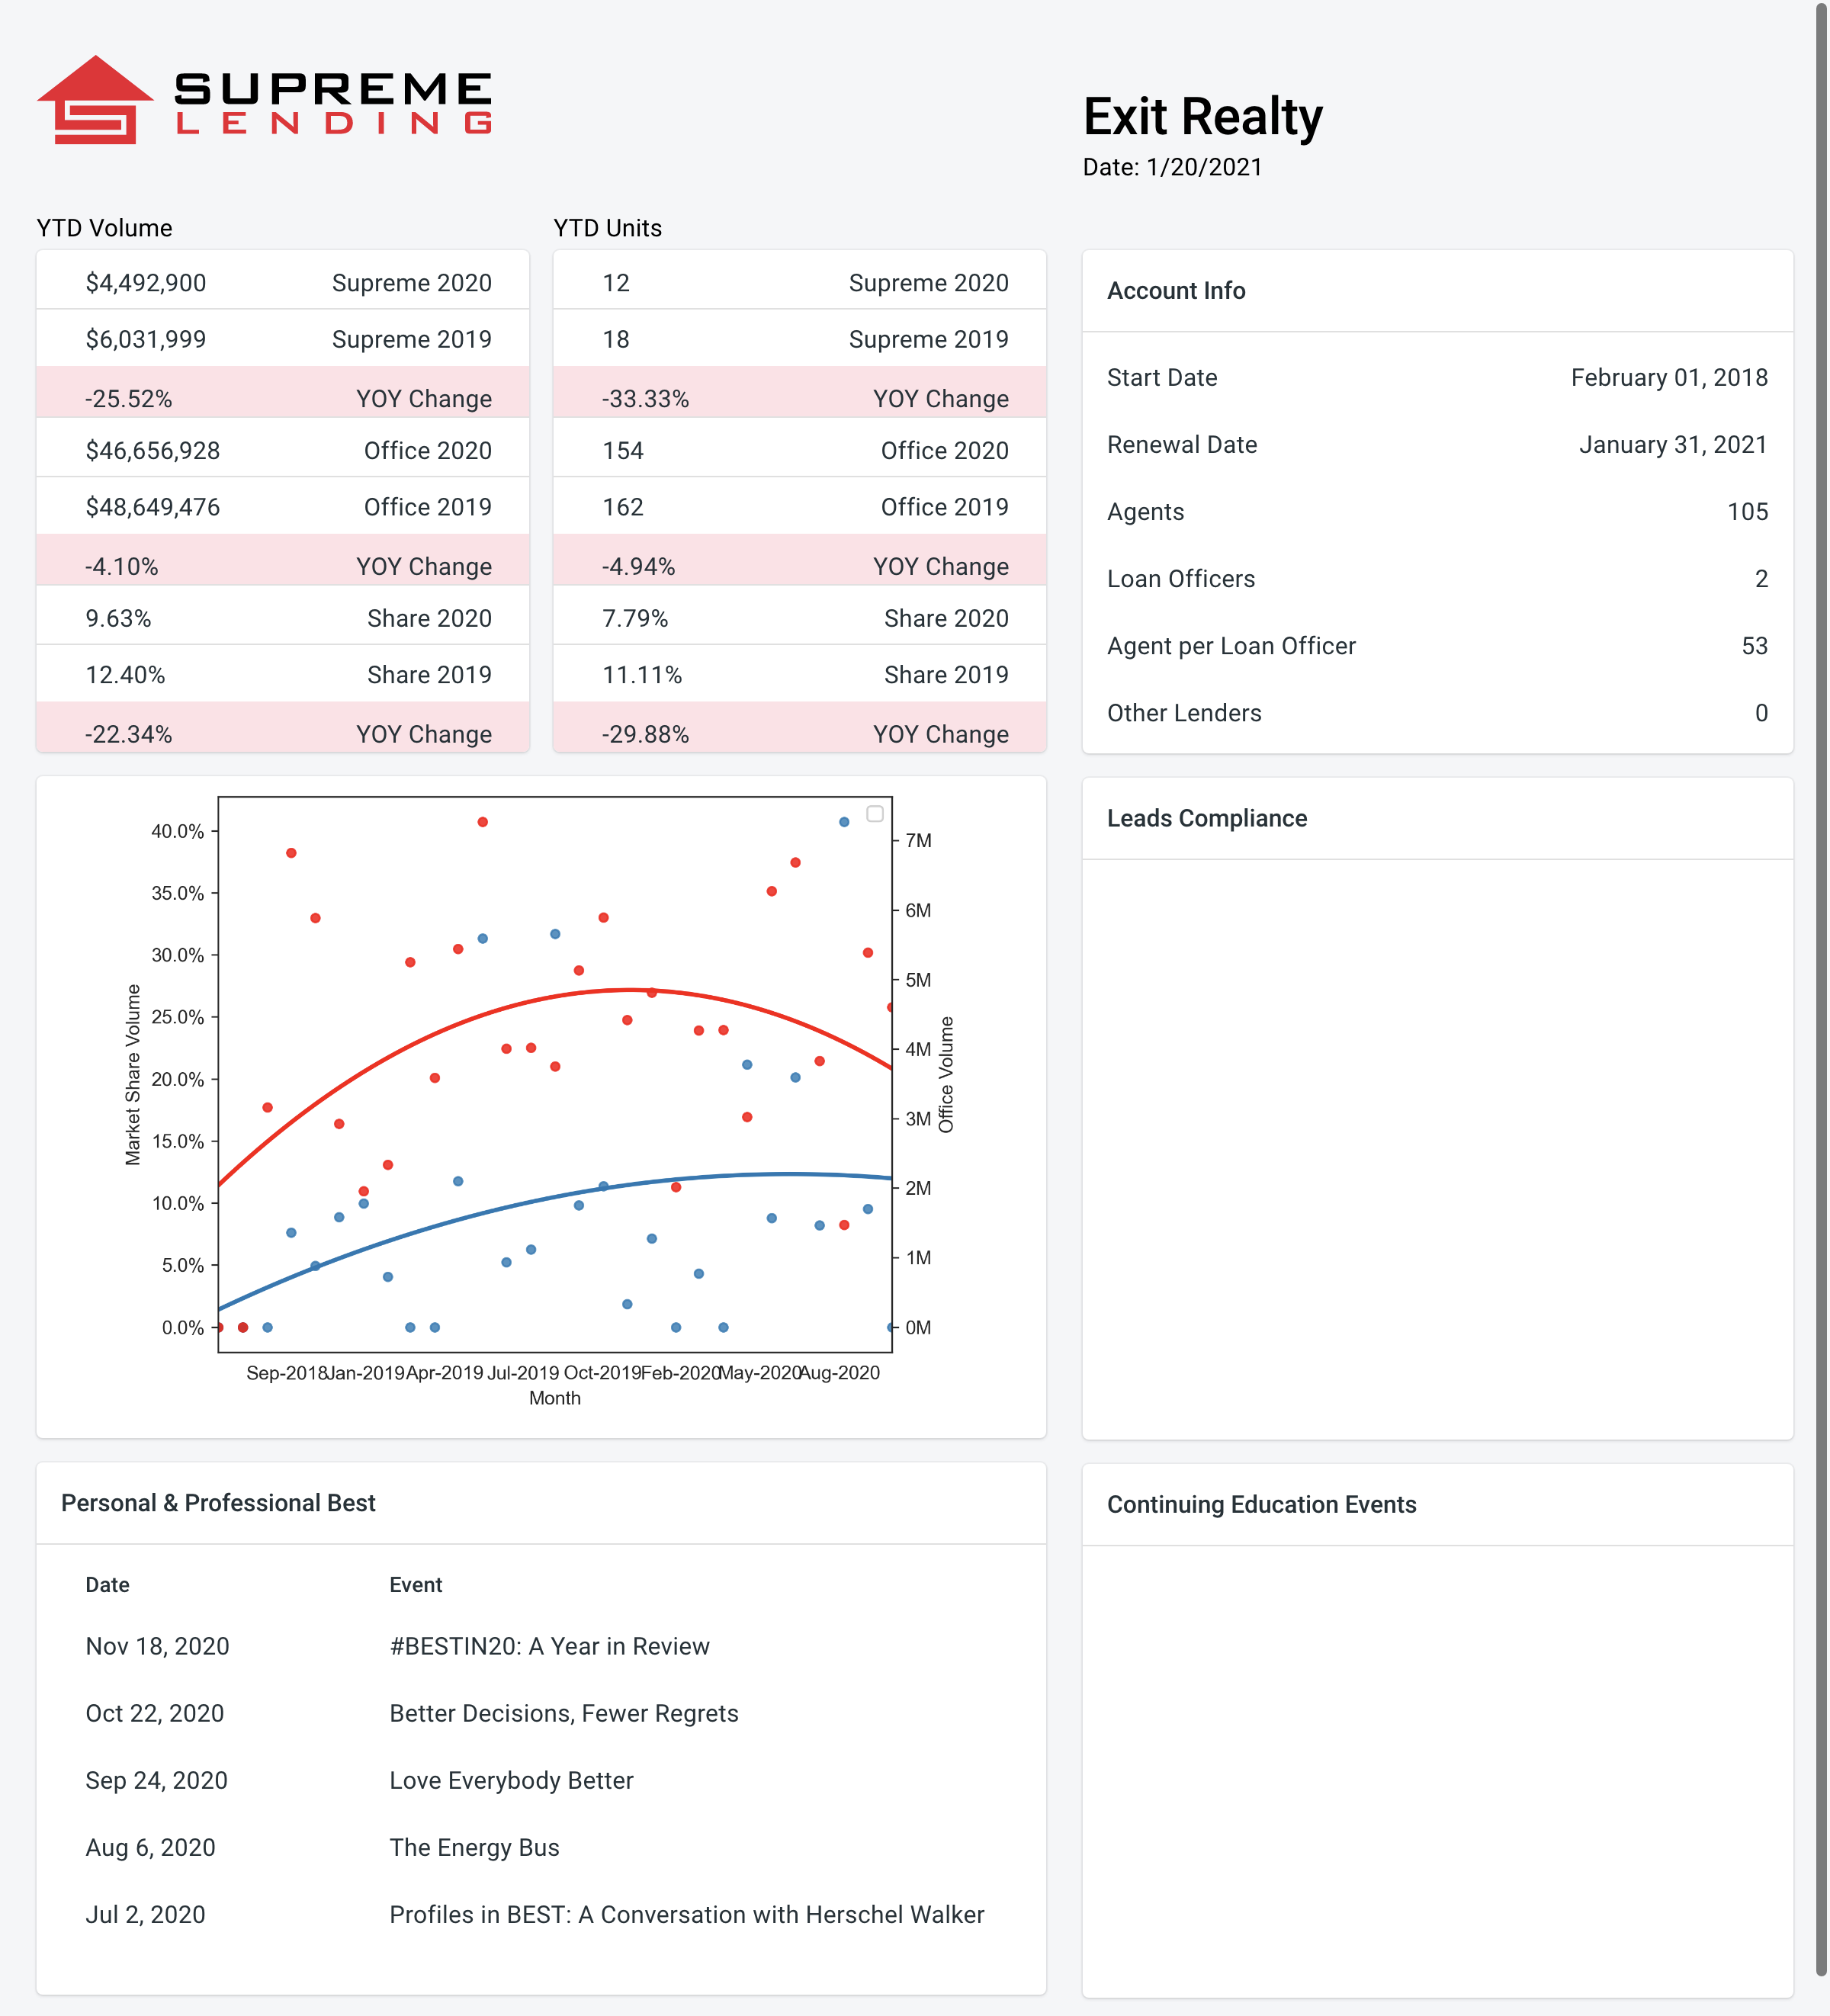 SUPREME
LENDING
Exit Realty
Date: 1/20/2021
YTD Volume
$4,492,900 Supreme 2020
$6,031,999 Supreme 2019
-25.52% YOY Change
$46,656,928 Office 2020
$48,649,476 Office 2019
-4.10% YOY Change
9.63% Share 2020
12.40% Share 2019
-22.34% YOY Change
YTD Units
12 Supreme 2020
18 Supreme 2019
-33.33% YOY Change
154 Office 2020
162 Office 2019
-4.94% YOY Change
7.79% Share 2020
11.11% Share 2019
-29.88% YOY Change
Account Info
Start Date February 01, 2018
Renewal Date January 31, 2021
Agents 105
Loan Officers 2
Agent per Loan Officer 53
Other Lenders 0
Market Share Volume
40.0%
35.0%
30.0%
25.0%
20.0%
15.0%
10.0%
5.0%
0.0%
7M
6M
5M
4M
3M
2M
1M
0M
Office Volume
Sep-2018 Jan-2019 Apr-2019 Jul-2019 Oct-2019 Feb-2020 May-2020 Aug-2020
Month
Leads Compliance
Personal & Professional Best
Date Event
Nov 18, 2020 #BESTIN20: A Year in Review
Oct 22, 2020 Better Decisions, Fewer Regrets
Sep 24, 2020 Love Everybody Better
Aug 6, 2020 The Energy Bus
Jul 2, 2020 Profiles in BEST: A Conversation with Herschel Walker
Continuing Education Events